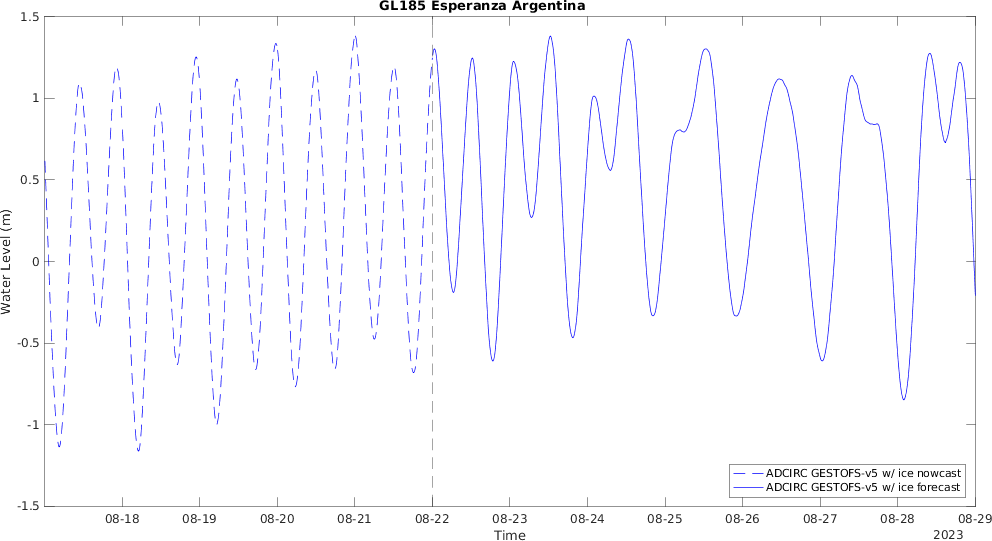 GL185 Esperanza Argentina
1.5
1
0.5
0
-0.5
-1
-1.5
Water Level (m)
ADCIRC GESTOFS-v5 w/ ice nowcast
ADCIRC GESTOFS-v5 w/ ice forecast
08-18 08-19 08-20 08-21 08-22 08-23 08-24 08-25 08-26 08-27 08-28 08-29
Time
2023